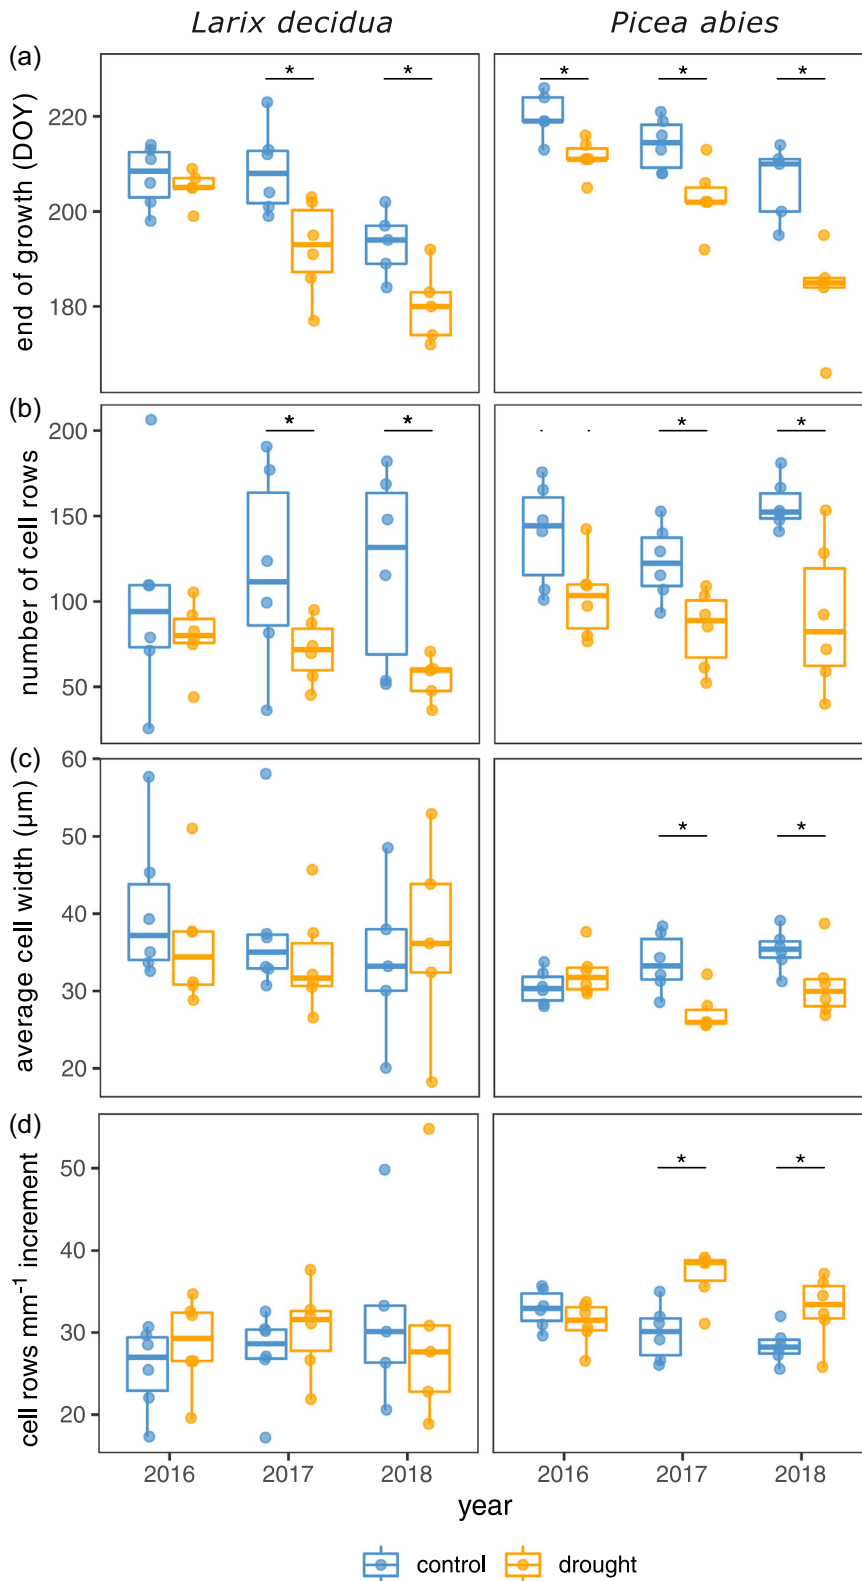 Larix decidua
Picea abies
(a)
end of growth (DOY)
220
200
180
*
*
*
*
*
(b)
number of cell rows
200
150
100
50
*
*
*
*
(c)
average cell width (μm)
60
50
40
30
20
*
*
(d)
cell rows mm⁻¹ increment
50
40
30
20
*
*
2016
2017
2018
2016
2017
2018
year
control
drought